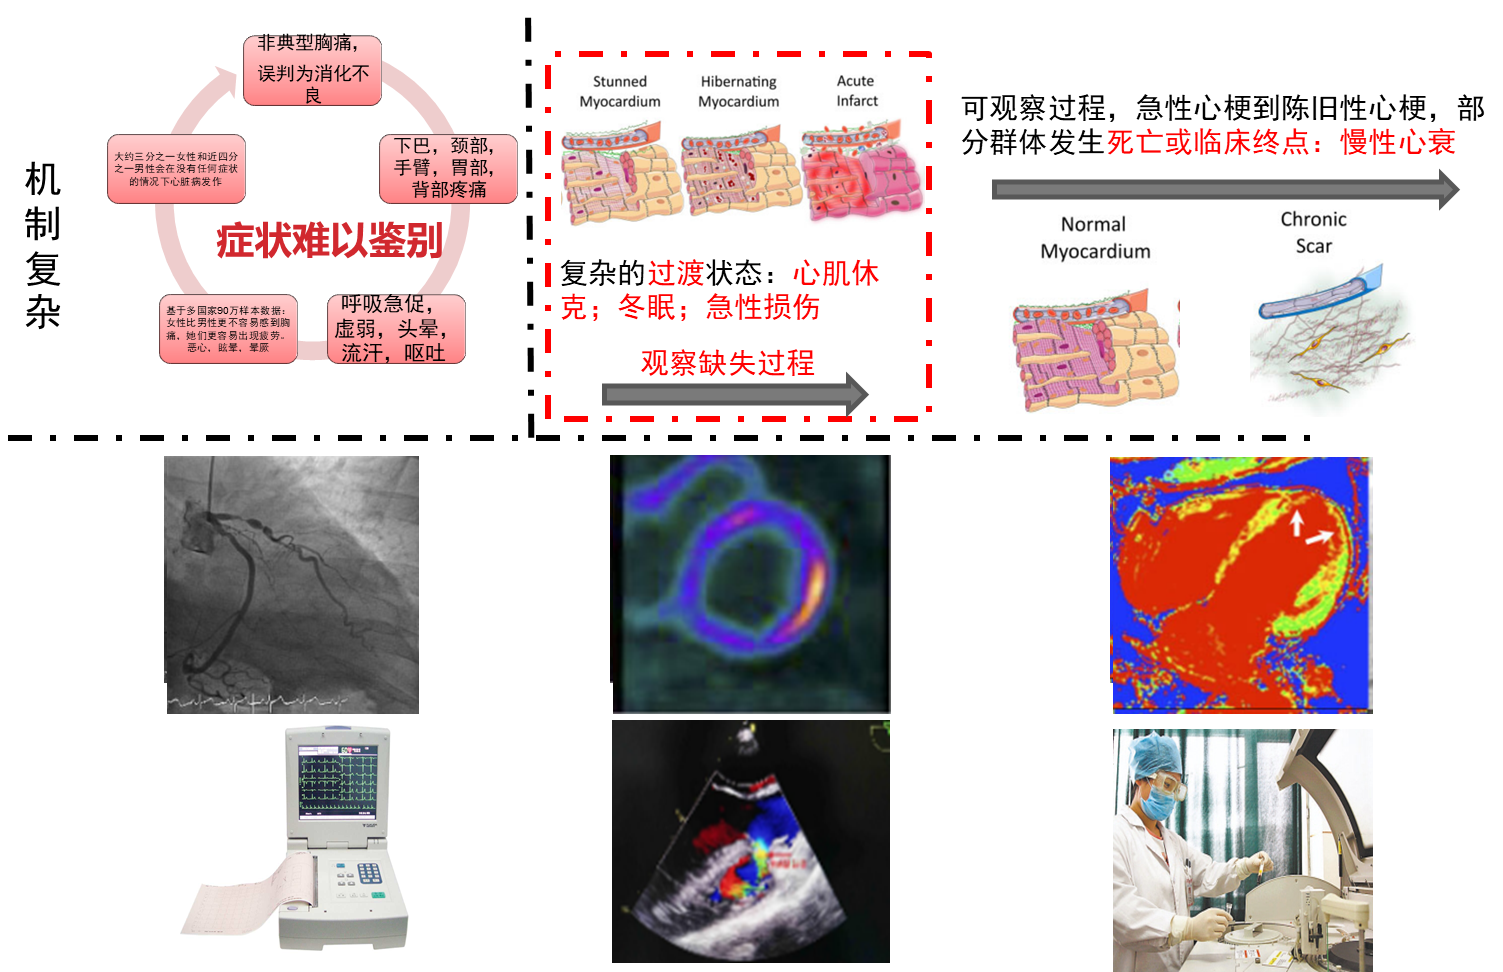 机
制
复
杂
非典型胸痛，
误判为消化不
良
下巴，颈部，
手臂，胃部，
背部疼痛
呼吸急促，
虚弱，头晕，
流汗，呕吐
基于多国家90万样本数据：
女性比男性更不容易感到胸
痛，她们更容易出现疲劳。
恶心，眩晕，晕厥
大约三分之一女性和近四分
之一男性会在没有任何症状
的情况下心脏病发作
症状难以鉴别
Stunned
Myocardium
Hibernating
Myocardium
Acute
Infarct
复杂的过渡状态：心肌休
克；冬眠；急性损伤
观察缺失过程
可观察过程，急性心梗到陈旧性心梗，部
分群体发生死亡或临床终点：慢性心衰
Normal
Myocardium
Chronic
Scar